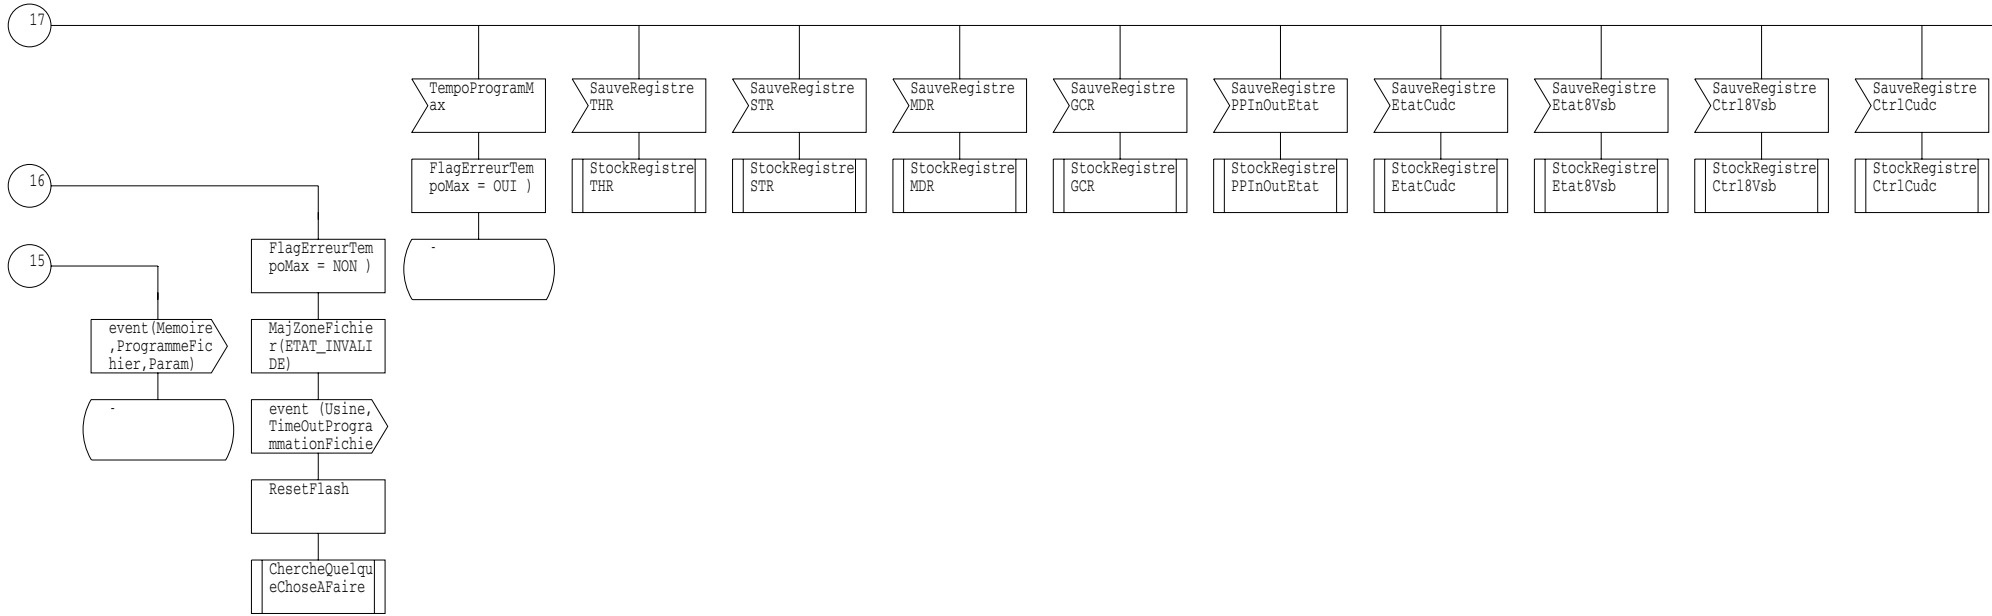 17
TempoProgramM
ax
SauveRegistre
THR
SauveRegistre
STR
SauveRegistre
MDR
SauveRegistre
GCR
SauveRegistre
PPInOutEtat
SauveRegistre
EtatCudc
SauveRegistre
Etat8Vsb
SauveRegistre
Ctrl8Vsb
SauveRegistre
CtrlCudc
FlagErreurTem
poMax = OUI )
StockRegistre
THR
StockRegistre
STR
StockRegistre
MDR
StockRegistre
GCR
StockRegistre
PPInOutEtat
StockRegistre
EtatCudc
StockRegistre
Etat8Vsb
StockRegistre
Ctrl8Vsb
StockRegistre
CtrlCudc
-
16
FlagErreurTem
poMax = NON )
MajZoneFichie
r(ETAT_INVALI
DE)
event (Usine,
TimeOutProgra
mmationFichie
ResetFlash
ChercheQuelqu
eChoseAFaire
15
event(Memoire
,ProgrammeFic
hier,Param)
-